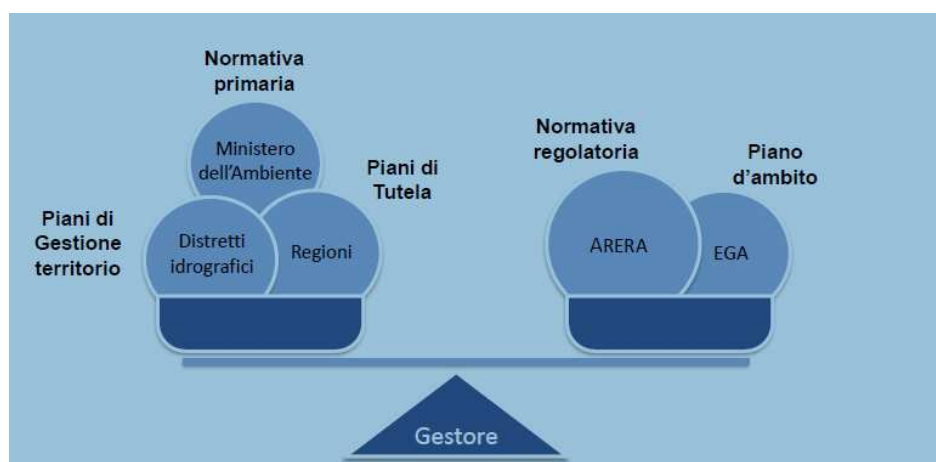 Normativa
primaria
Ministero
dell'Ambiente
Piani di
Tutela
Piani di
Gestione
territorio
Distretti
idrografici
Regioni
Normativa
regolatoria
Piano
d'ambito
ARERA
EGA
Gestore